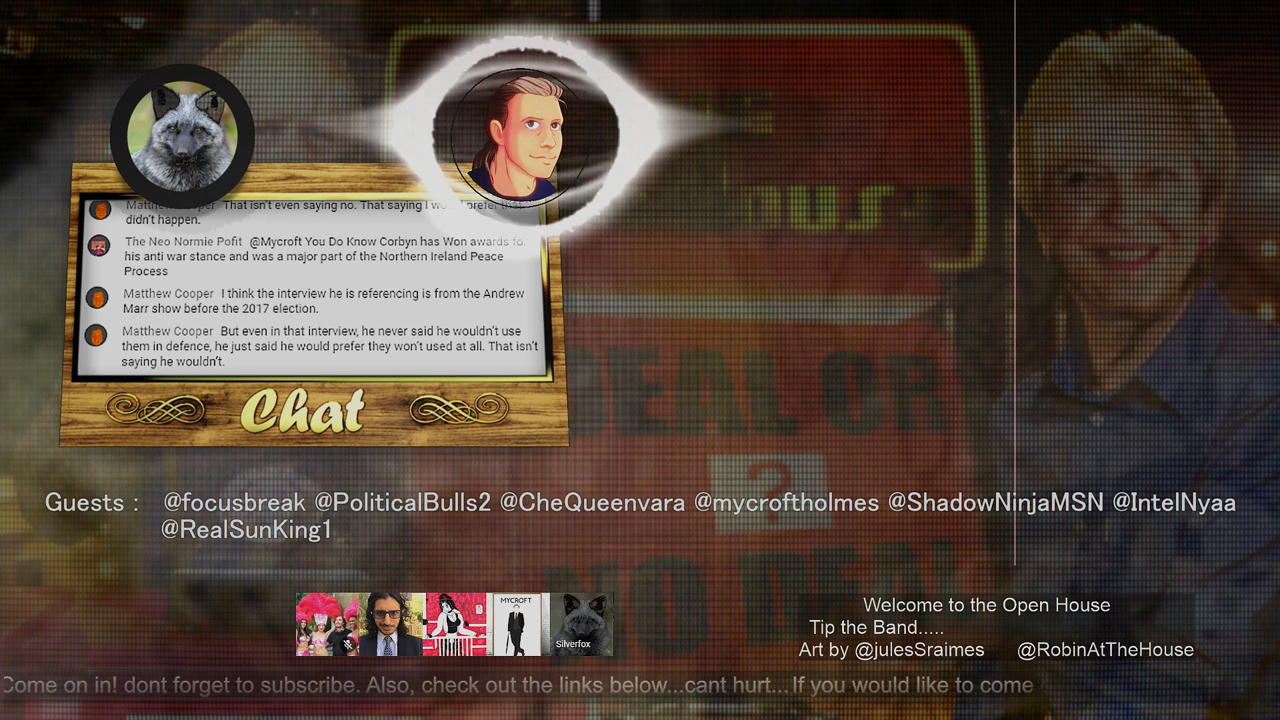 Matthew Cooper That isn't even saying no. That saying I would prefer that
didn't happen.
The Neo Normie Pofit @Mycroft You Do Know Corbyn has Won awards fo
his anti war stance and was a major part of the Northern Ireland Peace
Process
Matthew Cooper I think the interview he is referencing is from the Andrew
Marr show before the 2017 election.
Matthew Cooper But even in that interview, he never said he wouldn't use
them in defence, he just said he would prefer they won't used at all. That isn't
saying he wouldn't.
Chat
DEAL OR
?
NO DEAL
Guests : @focusbreak @PoliticalBulls2 @CheQueenvara @mycroftholmes @ShadowNinjaMSN @IntelNyaa
@RealSunKing1
MYCROFT
Silverfox
Welcome to the Open House
Tip the Band.....
Art by @julesSraimes @RobinAtTheHouse
Come on in! dont forget to subscribe. Also, check out the links below...cant hurt... If you would like to come